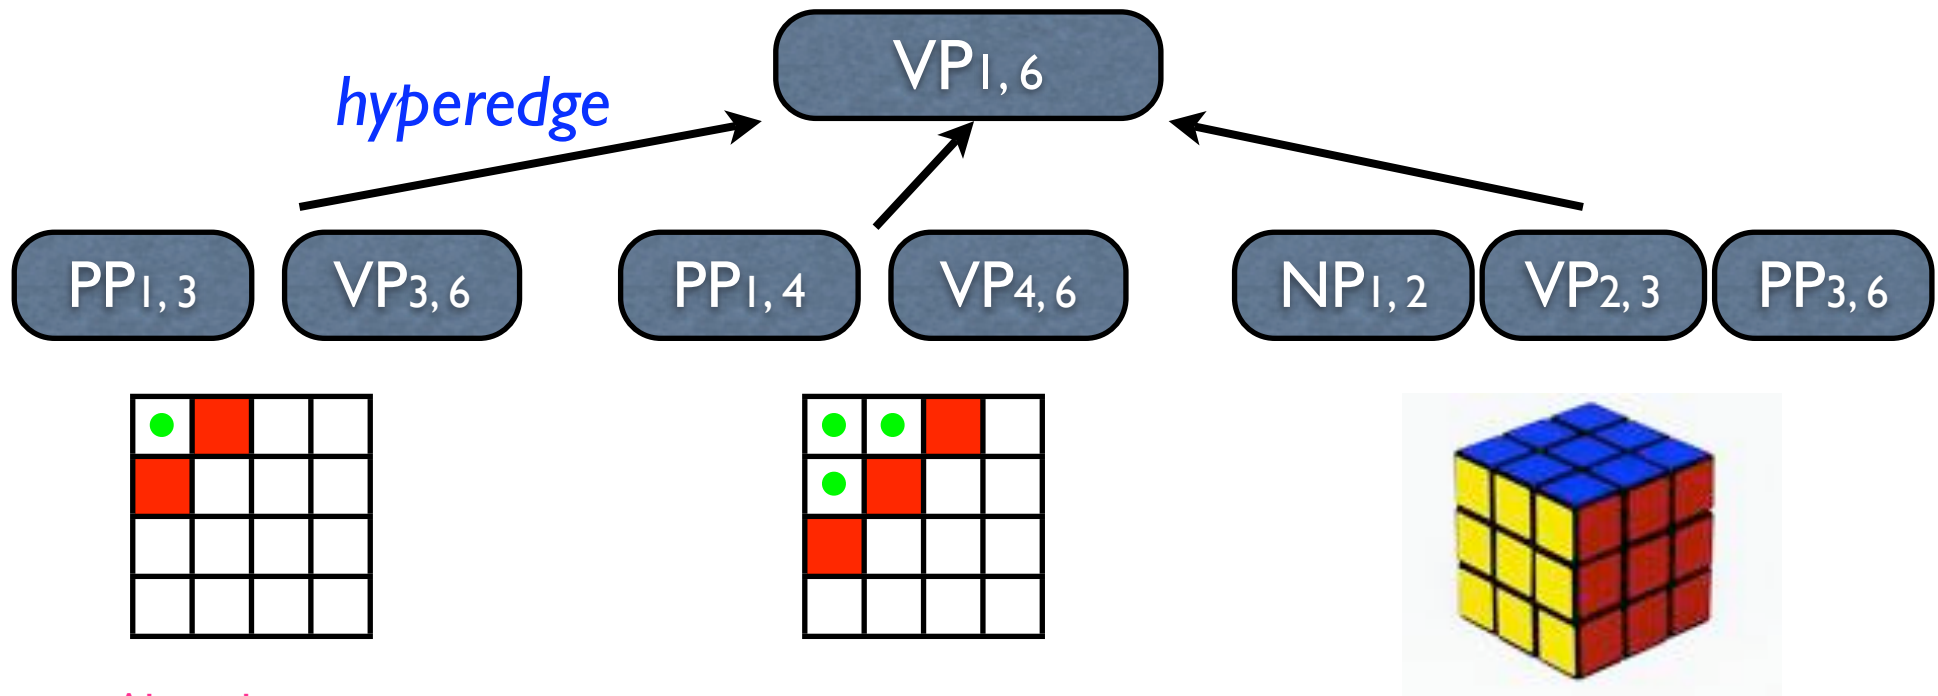 VP1, 6
hyperedge
PP1, 3 VP3, 6 PP1, 4 VP4, 6 NP1, 2 VP2, 3 PP3, 6